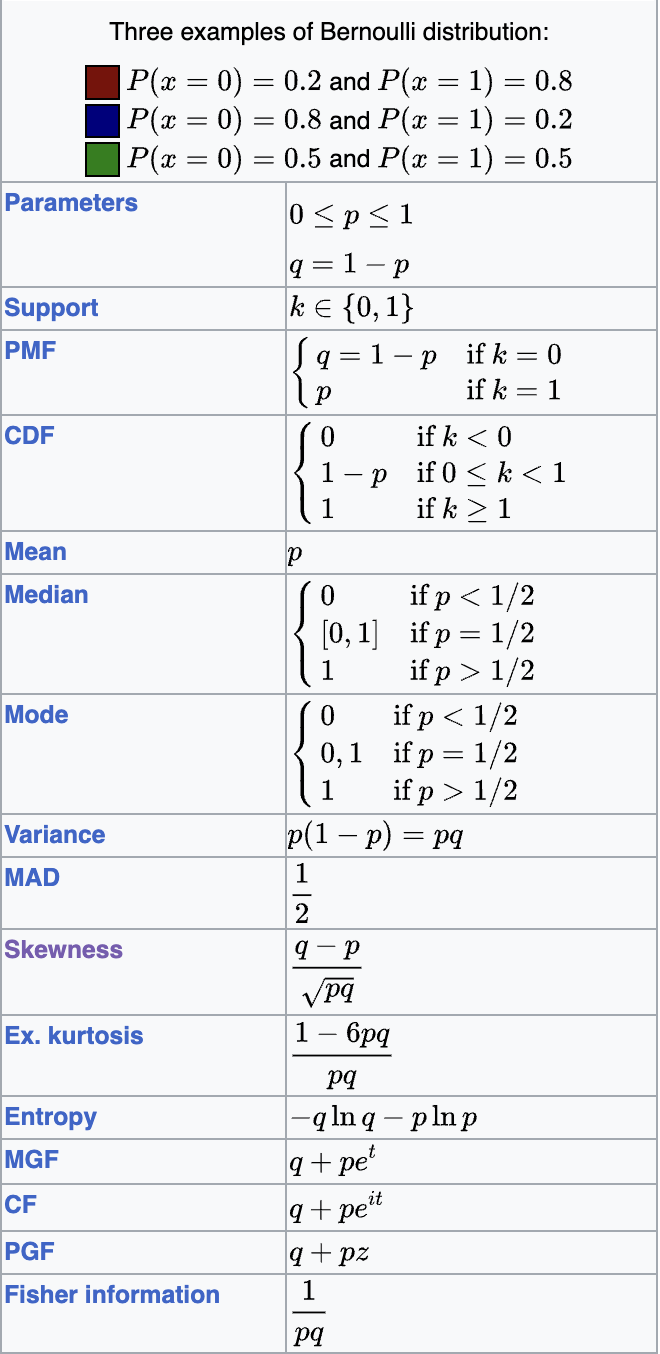 Three examples of Bernoulli distribution:
P(x = 0) = 0.2 and P(x = 1) = 0.8
P(x = 0) = 0.8 and P(x = 1) = 0.2
P(x = 0) = 0.5 and P(x = 1) = 0.5
Parameters
0 ≤ p ≤ 1
q = 1 − p
Support
k ∈ {0, 1}
PMF
{ q = 1 − p if k = 0
p if k = 1
CDF
{ 0 if k < 0
1 − p if 0 ≤ k < 1
1 if k ≥ 1
Mean
p
Median
{ 0 if p < 1/2
[0, 1] if p = 1/2
1 if p > 1/2
Mode
{ 0 if p < 1/2
0, 1 if p = 1/2
1 if p > 1/2
Variance
p(1 − p) = pq
MAD
1/2
Skewness
(q − p)/√(pq)
Ex. kurtosis
(1 − 6pq)/(pq)
Entropy
−q ln q − p ln p
MGF
q + pe^t
CF
q + pe^{it}
PGF
q + pz
Fisher information
1/(pq)